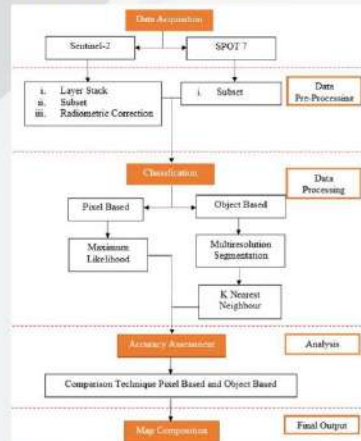 Data Acquisition
Sentinel-2
SPOT 7
i. Layer Stack
ii. Subset
iii. Radiometric Correction
i. Subset
Data
Pre-Processing
Classification
Data
Processing
Pixel Based
Object Based
Maximum
Likelihood
Multiresolution
Segmentation
K Nearest
Neighbour
Accuracy Assessment
Analysis
Comparison Technique Pixel Based and Object Based
Map Composition
Final Output